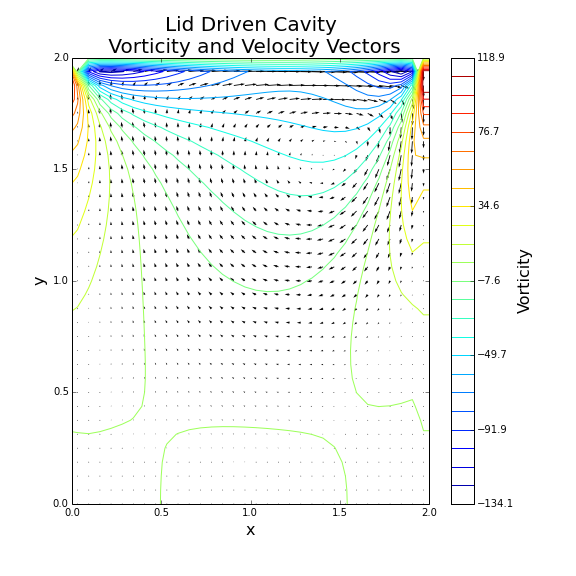 Lid Driven Cavity
Vorticity and Velocity Vectors
2.0
1.5
1.0
0.5
0.0
y
0.0 0.5 1.0 1.5 2.0
x
118.9
76.7
34.6
−7.6
−49.7
−91.9
−134.1
Vorticity